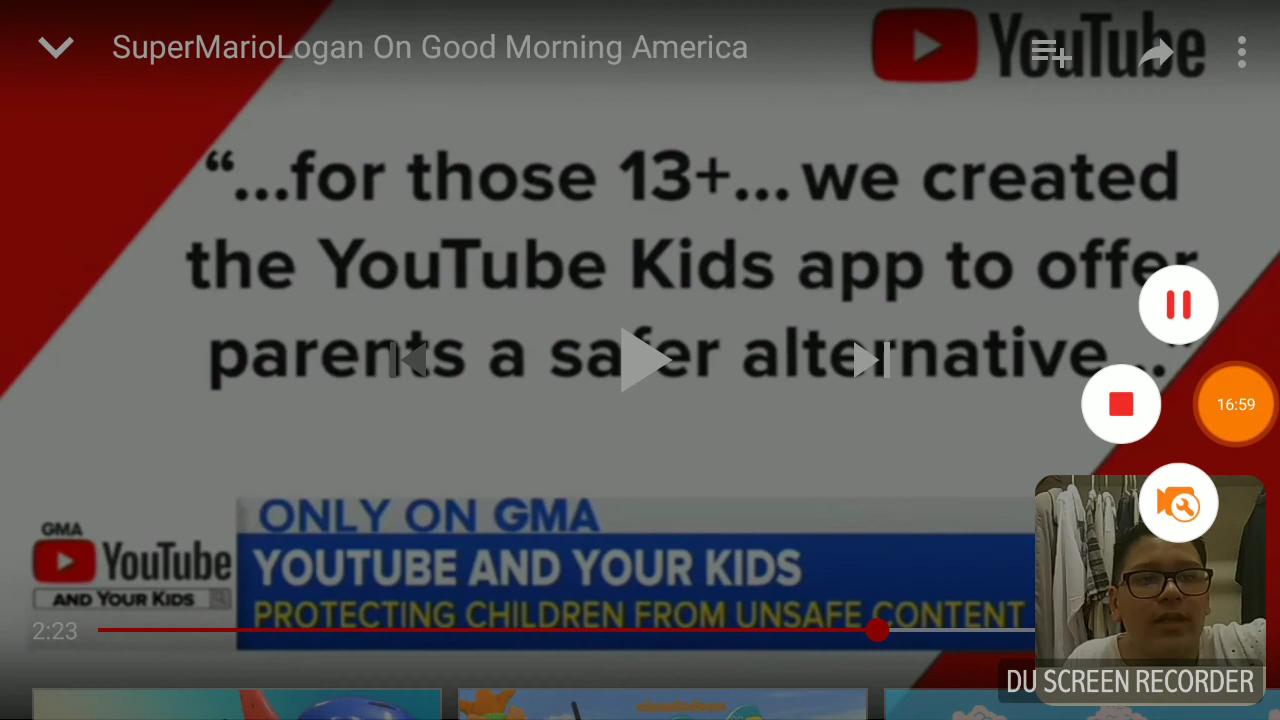 SuperMarioLogan On Good Morning America
YouTube
“...for those 13+... we created
the YouTube Kids app to offer
parents a safer alternative...”
16:59
ONLY ON GMA
GMA
YouTube
AND YOUR KIDS
YOUTUBE AND YOUR KIDS
PROTECTING CHILDREN FROM UNSAFE CONTENT
2:23
DU SCREEN RECORDER
nickelodeon